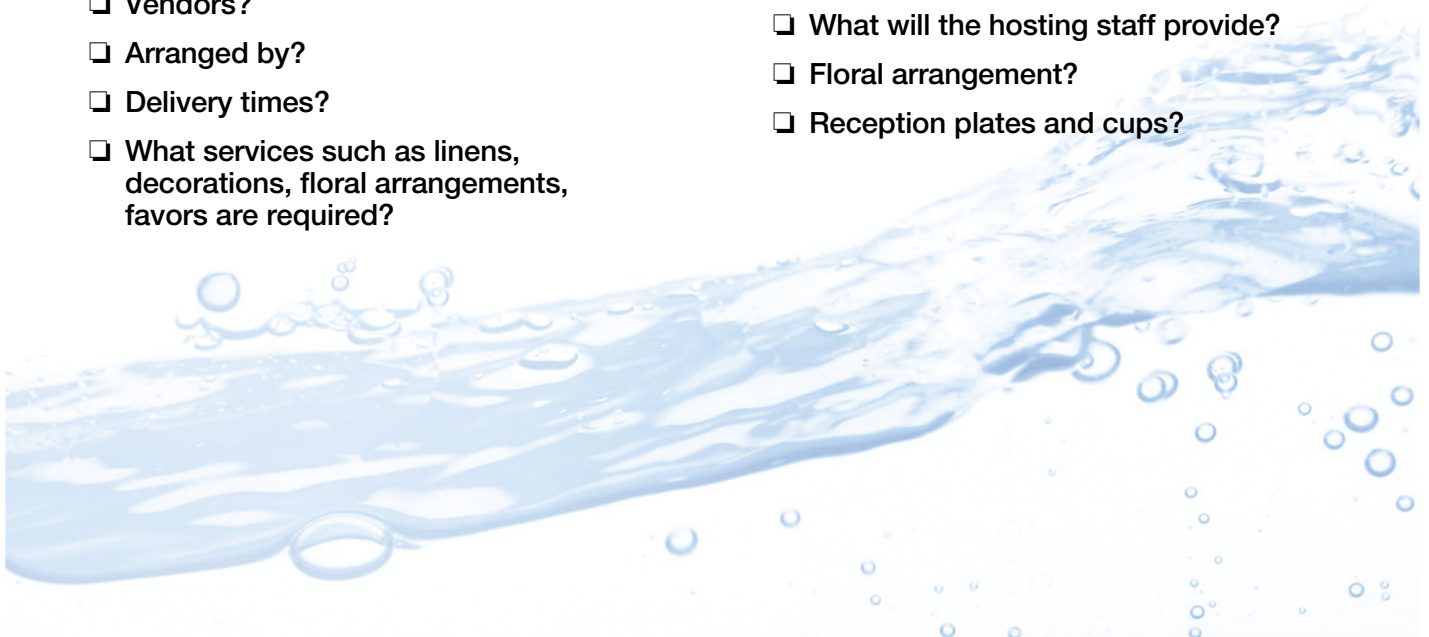 ❏ Vendors?
❏ Arranged by?
❏ Delivery times?
❏ What services such as linens,
decorations, floral arrangements,
favors are required?
❏ What will the hosting staff provide?
❏ Floral arrangement?
❏ Reception plates and cups?